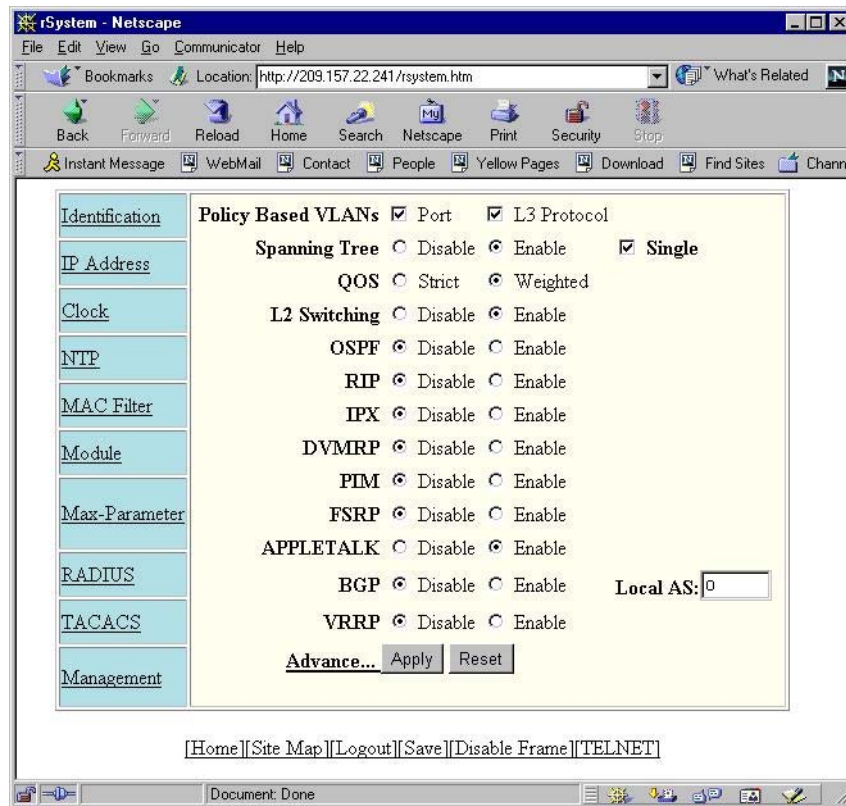 rSystem - Netscape
File Edit View Go Communicator Help
Bookmarks Location: http://209.157.22.241/rsystem.htm What's Related N
Back Forward Reload Home Search Netscape Print Security Stop
My
Instant Message WebMail Contact People Yellow Pages Download Find Sites Chann
Identification
IP Address
Clock
NTP
MAC Filter
Module
Max-Parameter
RADIUS
TACACS
Management
Policy Based VLANs Port L3 Protocol
Spanning Tree Disable Enable Single
QOS Strict Weighted
L2 Switching Disable Enable
OSPF Disable Enable
RIP Disable Enable
IPX Disable Enable
DVMRP Disable Enable
PIM Disable Enable
FSRP Disable Enable
APPLETALK Disable Enable
BGP Disable Enable Local AS: 0
VRRP Disable Enable
Advance... Apply Reset
[Home][Site Map][Logout][Save][Disable Frame][TELNET]
Document: Done